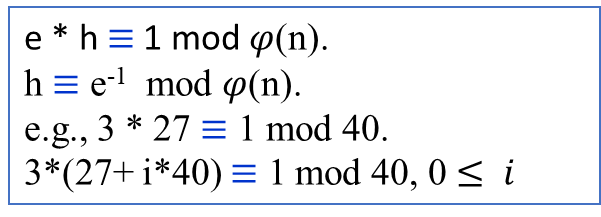 e * h ≡ 1 mod φ(n).
h ≡ e⁻¹ mod φ(n).
e.g., 3 * 27 ≡ 1 mod 40.
3*(27+ i*40) ≡ 1 mod 40, 0 ≤ i